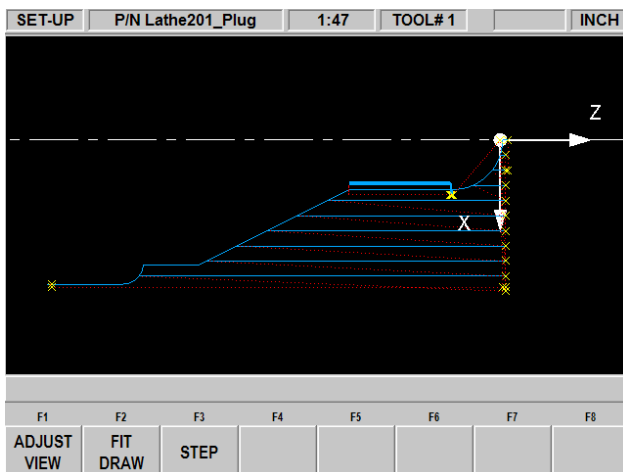 SET-UP P/N Lathe201_Plug 1:47 TOOL# 1 INCH
Z
X
F1 F2 F3 F4 F5 F6 F7 F8
ADJUST VIEW FIT DRAW STEP